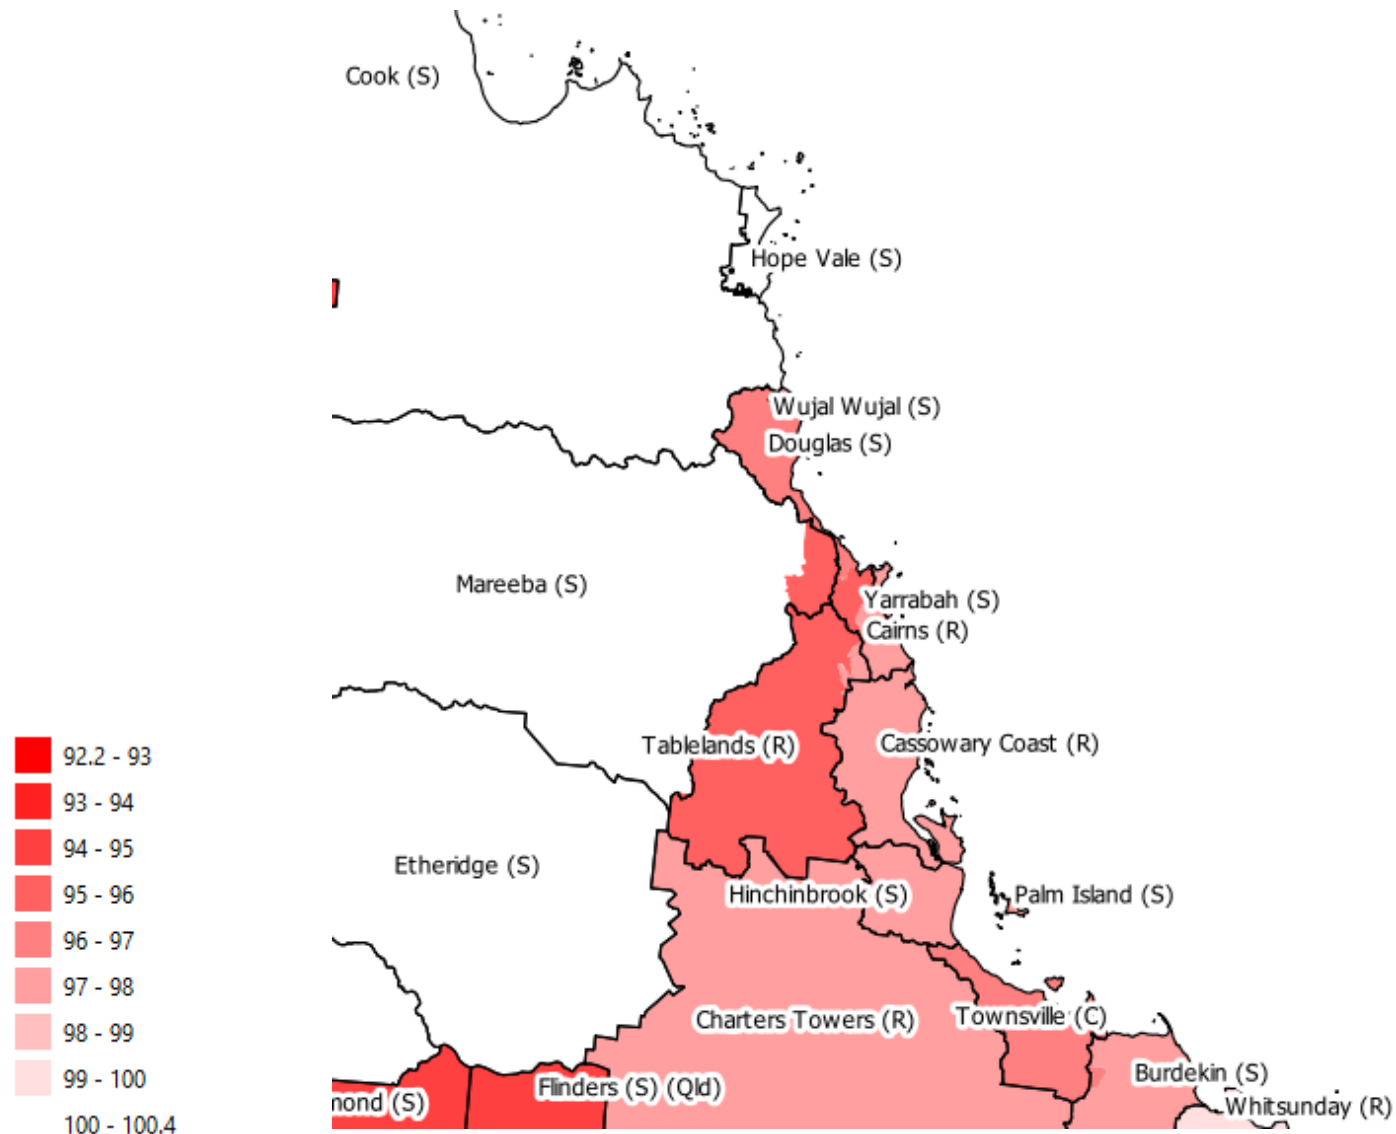 Cook (S)
Hope Vale (S)
Wujal Wujal (S)
Douglas (S)
Mareeba (S)
Yarrabah (S)
Cairns (R)
Tablelands (R)
Cassowary Coast (R)
Etheridge (S)
Hinchinbrook (S)
Palm Island (S)
Charters Towers (R)
Townsville (C)
Burdekin (S)
Flinders (S) (Qld)
mond (S)
Whitsunday (R)
92.2 - 93
93 - 94
94 - 95
95 - 96
96 - 97
97 - 98
98 - 99
99 - 100
100 - 100.4